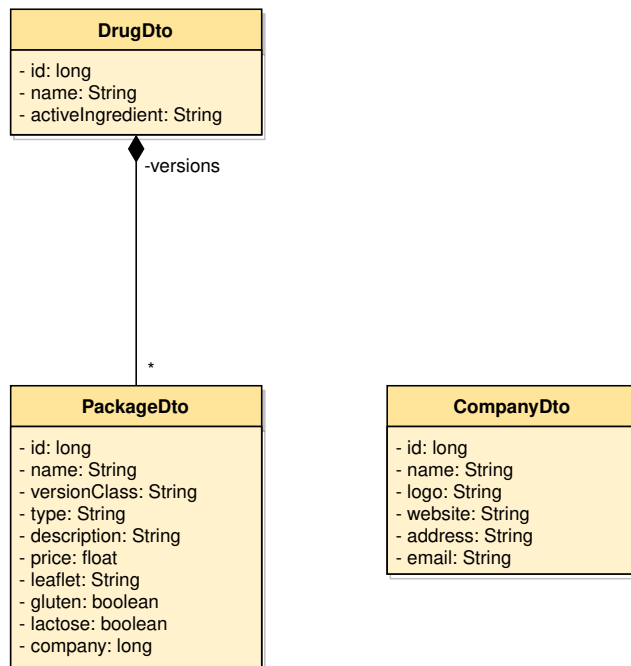 DrugDto
- id: long
- name: String
- activeIngredient: String
-versions
*
PackageDto
- id: long
- name: String
- versionClass: String
- type: String
- description: String
- price: float
- leaflet: String
- gluten: boolean
- lactose: boolean
- company: long
CompanyDto
- id: long
- name: String
- logo: String
- website: String
- address: String
- email: String